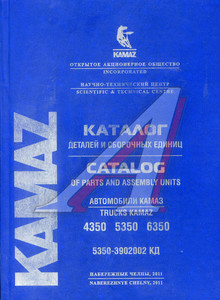 KAMAZ
ОТКРЫТОЕ АКЦИОНЕРНОЕ ОБЩЕСТВО
INCORPORATED
НАУЧНО-ТЕХНИЧЕСКИЙ ЦЕНТР
SCIENTIFIC & TECHNICAL CENTRE
КАТАЛОГ
ДЕТАЛЕЙ И СБОРОЧНЫХ ЕДИНИЦ
CATALOG
OF PARTS AND ASSEMBLY UNITS
АВТОМОБИЛИ КАМАЗ
TRUCKS KAMAZ
4350 5350 6350
5350-3902002 КД
НАБЕРЕЖНЫЕ ЧЕЛНЫ, 2011
NABEREZHNYE CHELNY, 2011
KAMAZ